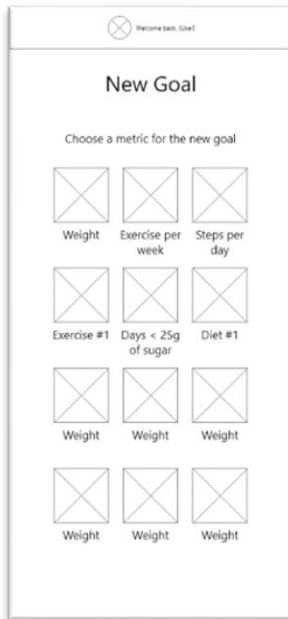 Welcome back, [User]
New Goal
Choose a metric for the new goal
Weight
Exercise per week
Steps per day
Exercise #1
Days < 25g of sugar
Diet #1
Weight
Weight
Weight
Weight
Weight
Weight